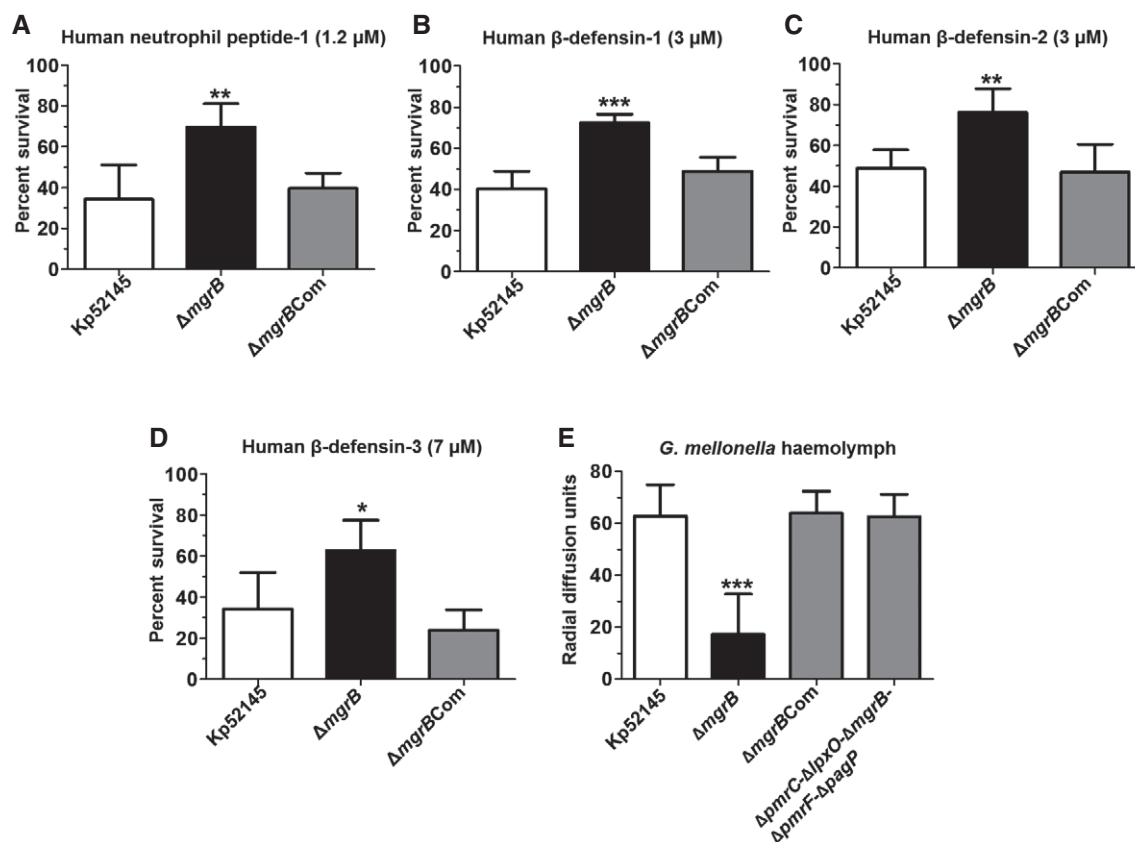 A
Human neutrophil peptide-1 (1.2 μM)
Percent survival
100
80
60
40
20
0
**
Kp52145
ΔmgrB
ΔmgrBCom
B
Human β-defensin-1 (3 μM)
Percent survival
100
80
60
40
20
0
***
Kp52145
ΔmgrB
ΔmgrBCom
C
Human β-defensin-2 (3 μM)
Percent survival
100
80
60
40
20
0
**
Kp52145
ΔmgrB
ΔmgrBCom
D
Human β-defensin-3 (7 μM)
Percent survival
100
80
60
40
20
0
*
Kp52145
ΔmgrB
ΔmgrBCom
E
G. mellonella haemolymph
Radial diffusion units
80
60
40
20
0
***
Kp52145
ΔmgrB
ΔmgrBCom
ΔpmrC-ΔlpxO-ΔmgrB-
ΔpmrF-ΔpagP